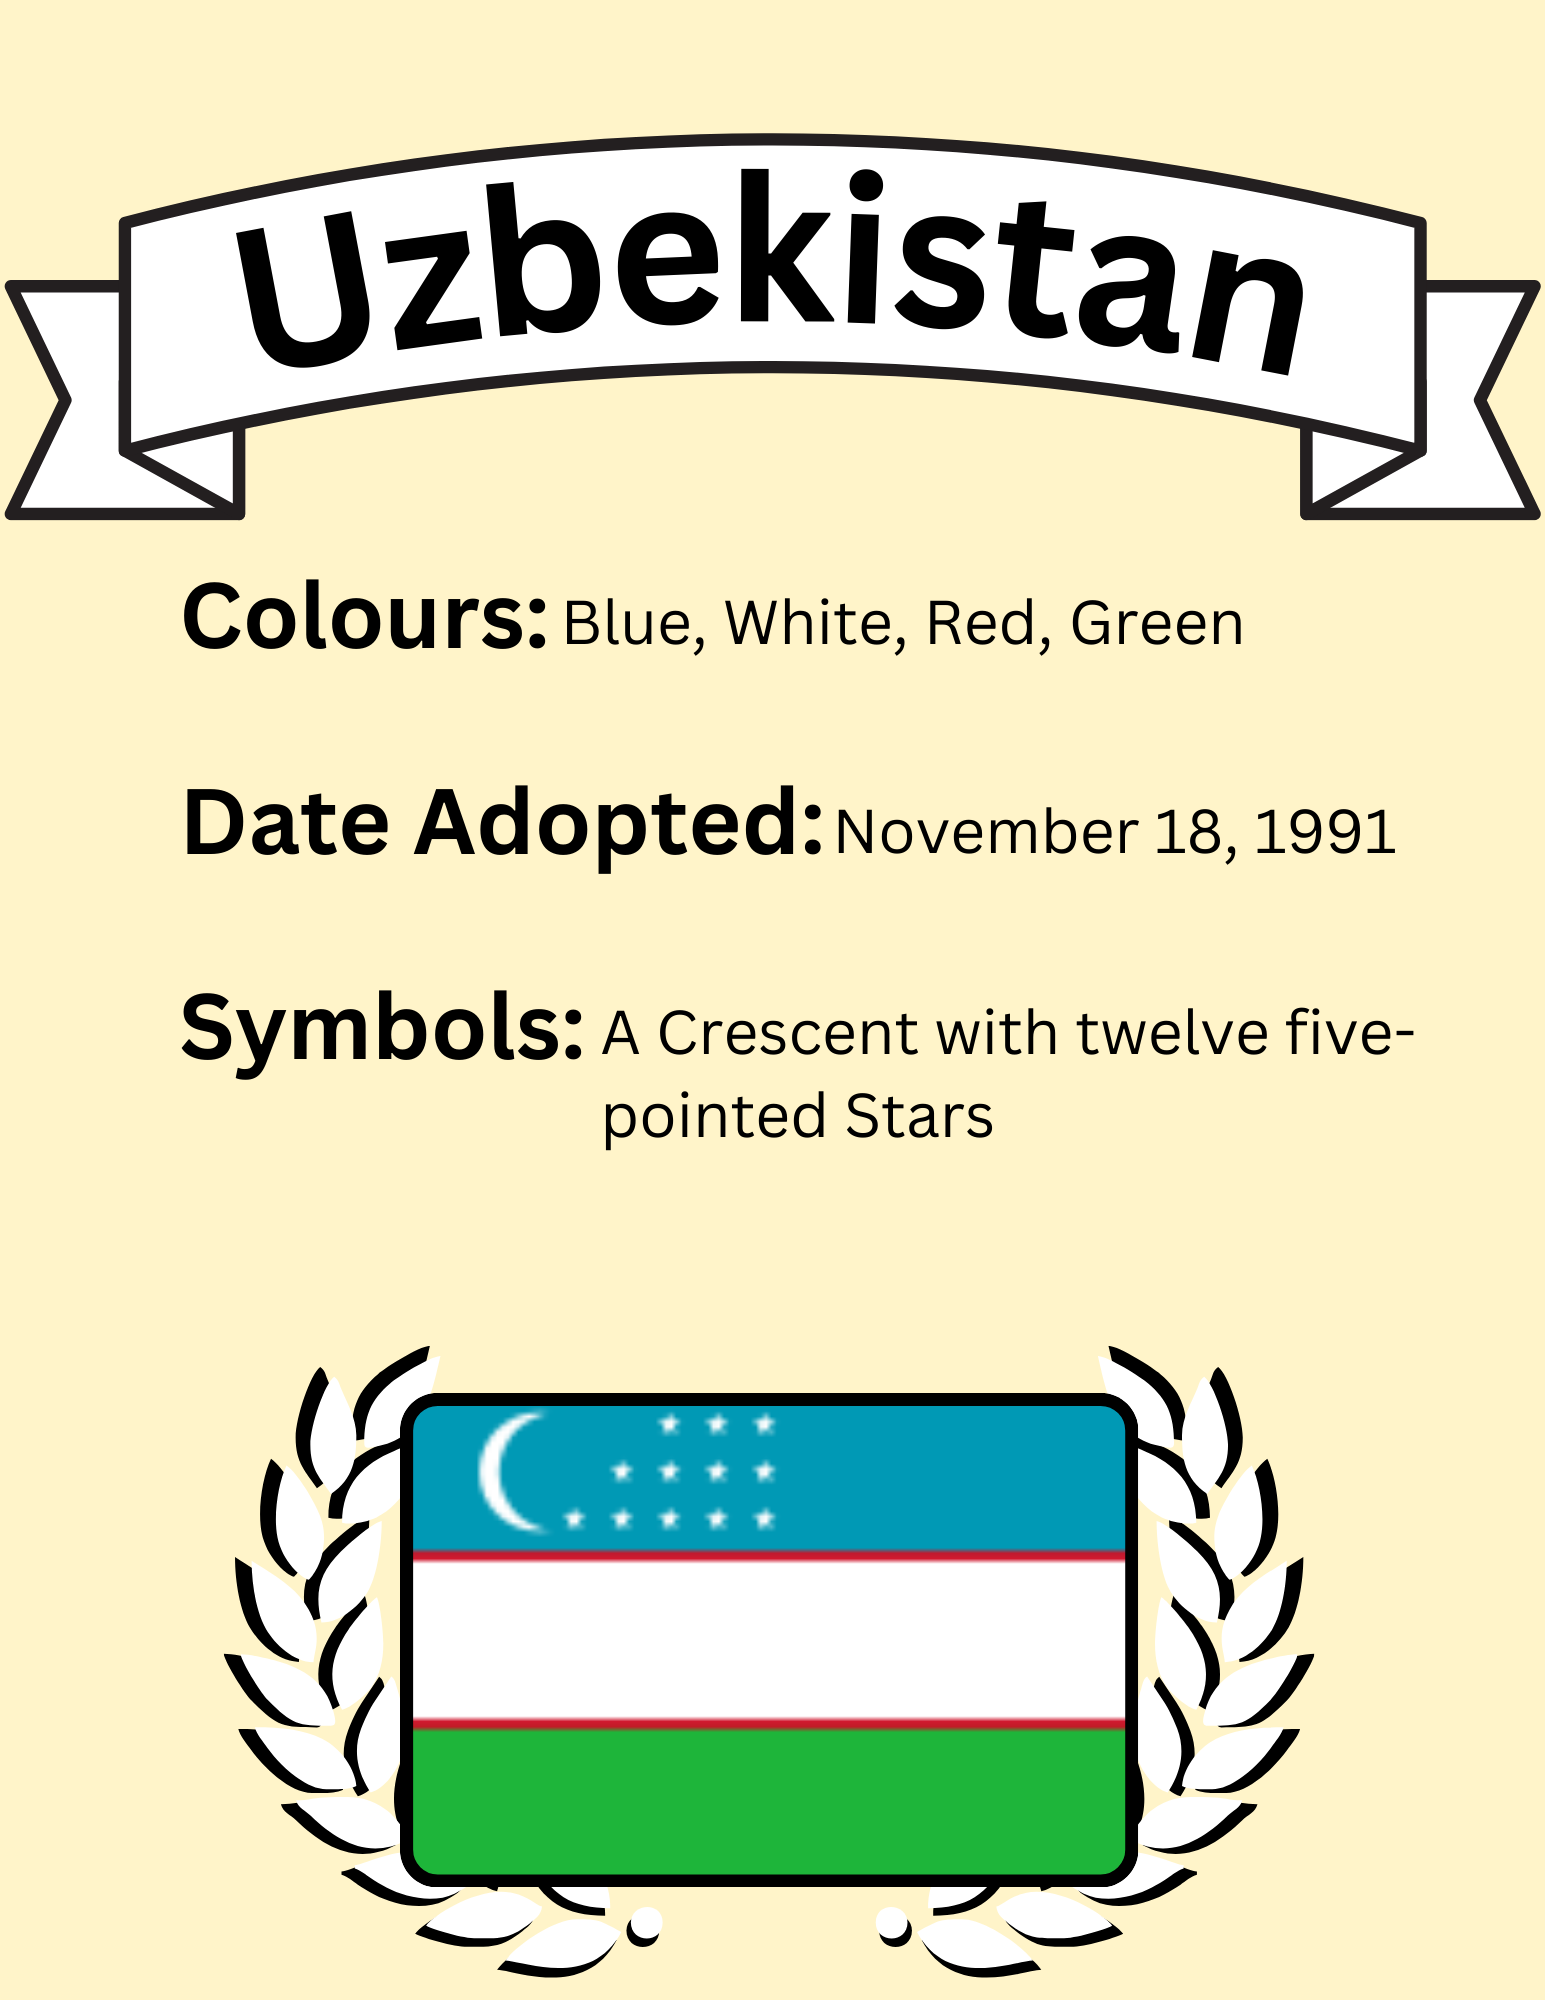 Uzbekistan
Colours: Blue, White, Red, Green
Date Adopted: November 18, 1991
Symbols: A Crescent with twelve five-
pointed Stars